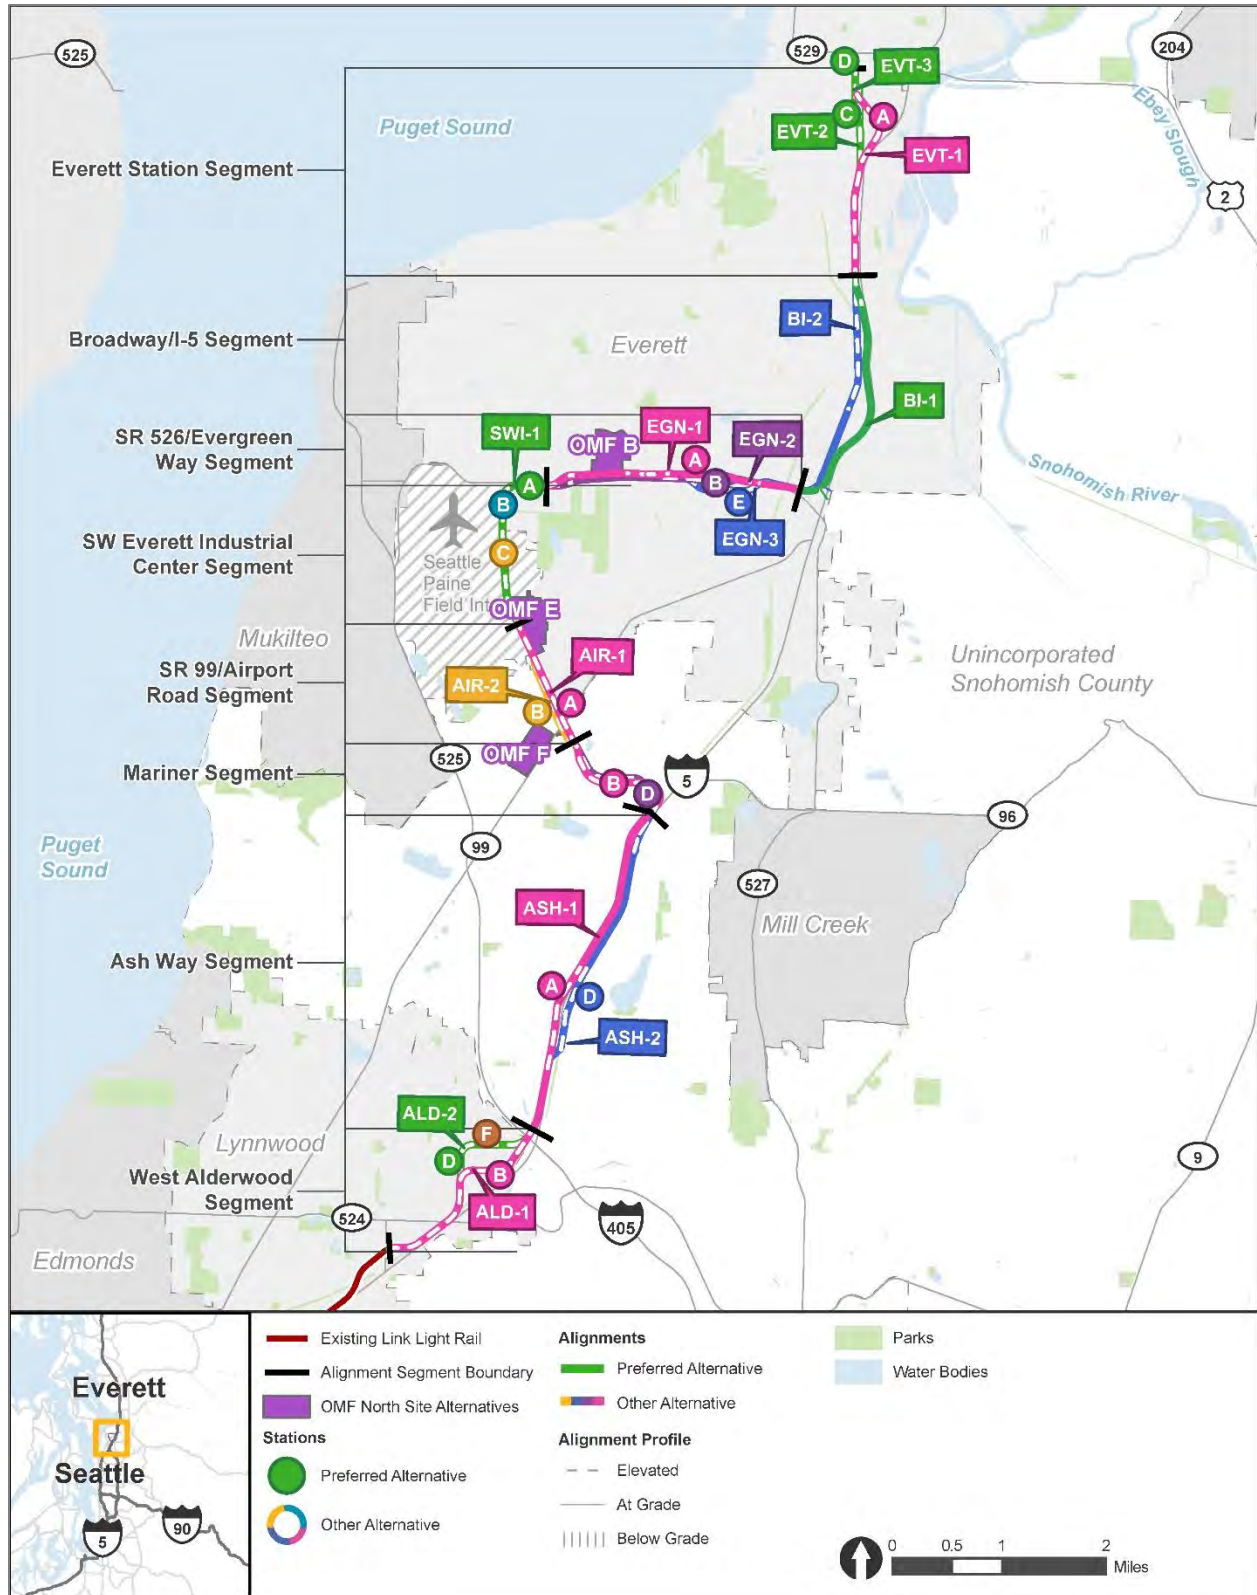 525
529
D
EVT-3
204
Puget Sound
C
A
EVT-2
EVT-1
Ebey Slough
2
Everett Station Segment
BI-2
Broadway/I-5 Segment
Everett
BI-1
SWI-1
EGN-1
OMF B
EGN-2
SR 526/Evergreen
Way Segment
A
A
B
B
E
EGN-3
Snohomish River
SW Everett Industrial
Center Segment
C
Seattle
Paine
Field Int
OMF E
Mukilteo
AIR-1
Unincorporated
Snohomish County
SR 99/Airport
Road Segment
AIR-2
A
B
OMF F
525
Mariner Segment
5
B
D
96
Puget
Sound
99
527
ASH-1
Mill Creek
Ash Way Segment
A
D
ASH-2
ALD-2
F
Lynnwood
D
9
West Alderwood
Segment
B
ALD-1
524
405
Edmonds
Everett
Seattle
5
90
Existing Link Light Rail
Alignment Segment Boundary
OMF North Site Alternatives
Stations
Preferred Alternative
Other Alternative
Alignments
Preferred Alternative
Other Alternative
Alignment Profile
Elevated
At Grade
Below Grade
Parks
Water Bodies
0 0.5 1 2
Miles